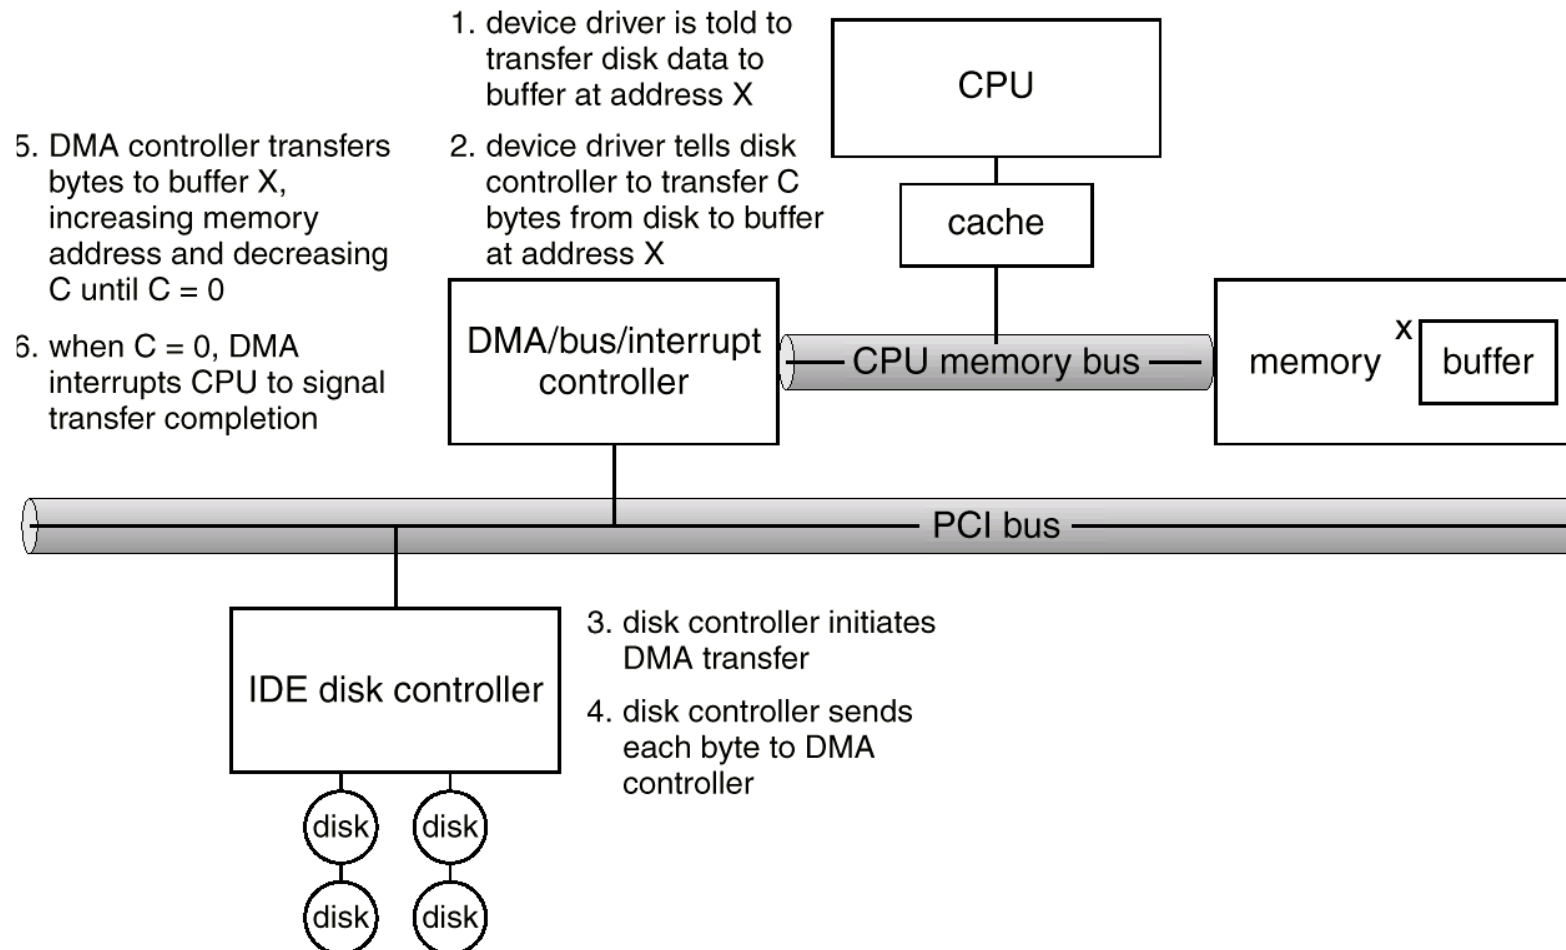 1. device driver is told to
transfer disk data to
buffer at address X
2. device driver tells disk
controller to transfer C
bytes from disk to buffer
at address X
5. DMA controller transfers
bytes to buffer X,
increasing memory
address and decreasing
C until C = 0
6. when C = 0, DMA
interrupts CPU to signal
transfer completion
CPU
cache
DMA/bus/interrupt
controller
CPU memory bus
memory
x
buffer
PCI bus
IDE disk controller
3. disk controller initiates
DMA transfer
4. disk controller sends
each byte to DMA
controller
disk
disk
disk
disk